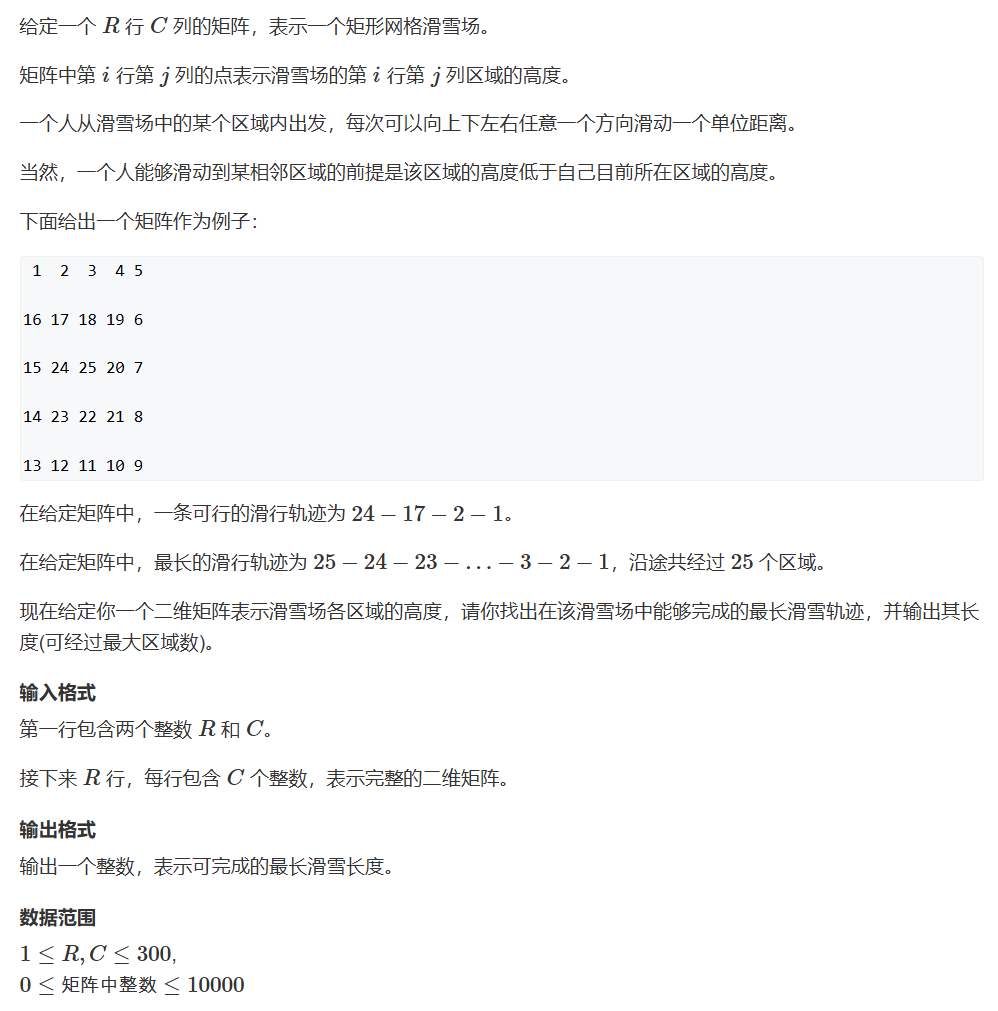 给定一个 R 行 C 列的矩阵，表示一个矩形网格滑雪场。
矩阵中第 i 行第 j 列的点表示滑雪场的第 i 行第 j 列区域的高度。
一个人从滑雪场中的某个区域内出发，每次可以向上下左右任意一个方向滑动一个单位距离。
当然，一个人能够滑动到某相邻区域的前提是该区域的高度低于自己目前所在区域的高度。
下面给出一个矩阵作为例子：
1 2 3 4 5
16 17 18 19 6
15 24 25 20 7
14 23 22 21 8
13 12 11 10 9
在给定矩阵中，一条可行的滑行轨迹为 24 − 17 − 2 − 1。
在给定矩阵中，最长的滑行轨迹为 25 − 24 − 23 − … − 3 − 2 − 1，沿途共经过 25 个区域。
现在给定你一个二维矩阵表示滑雪场各区域的高度，请你找出在该滑雪场中能够完成的最长滑雪轨迹，并输出其长
度(可经过最大区域数)。
输入格式
第一行包含两个整数 R 和 C。
接下来 R 行，每行包含 C 个整数，表示完整的二维矩阵。
输出格式
输出一个整数，表示可完成的最长滑雪长度。
数据范围
1 ≤ R, C ≤ 300,
0 ≤ 矩阵中整数 ≤ 10000